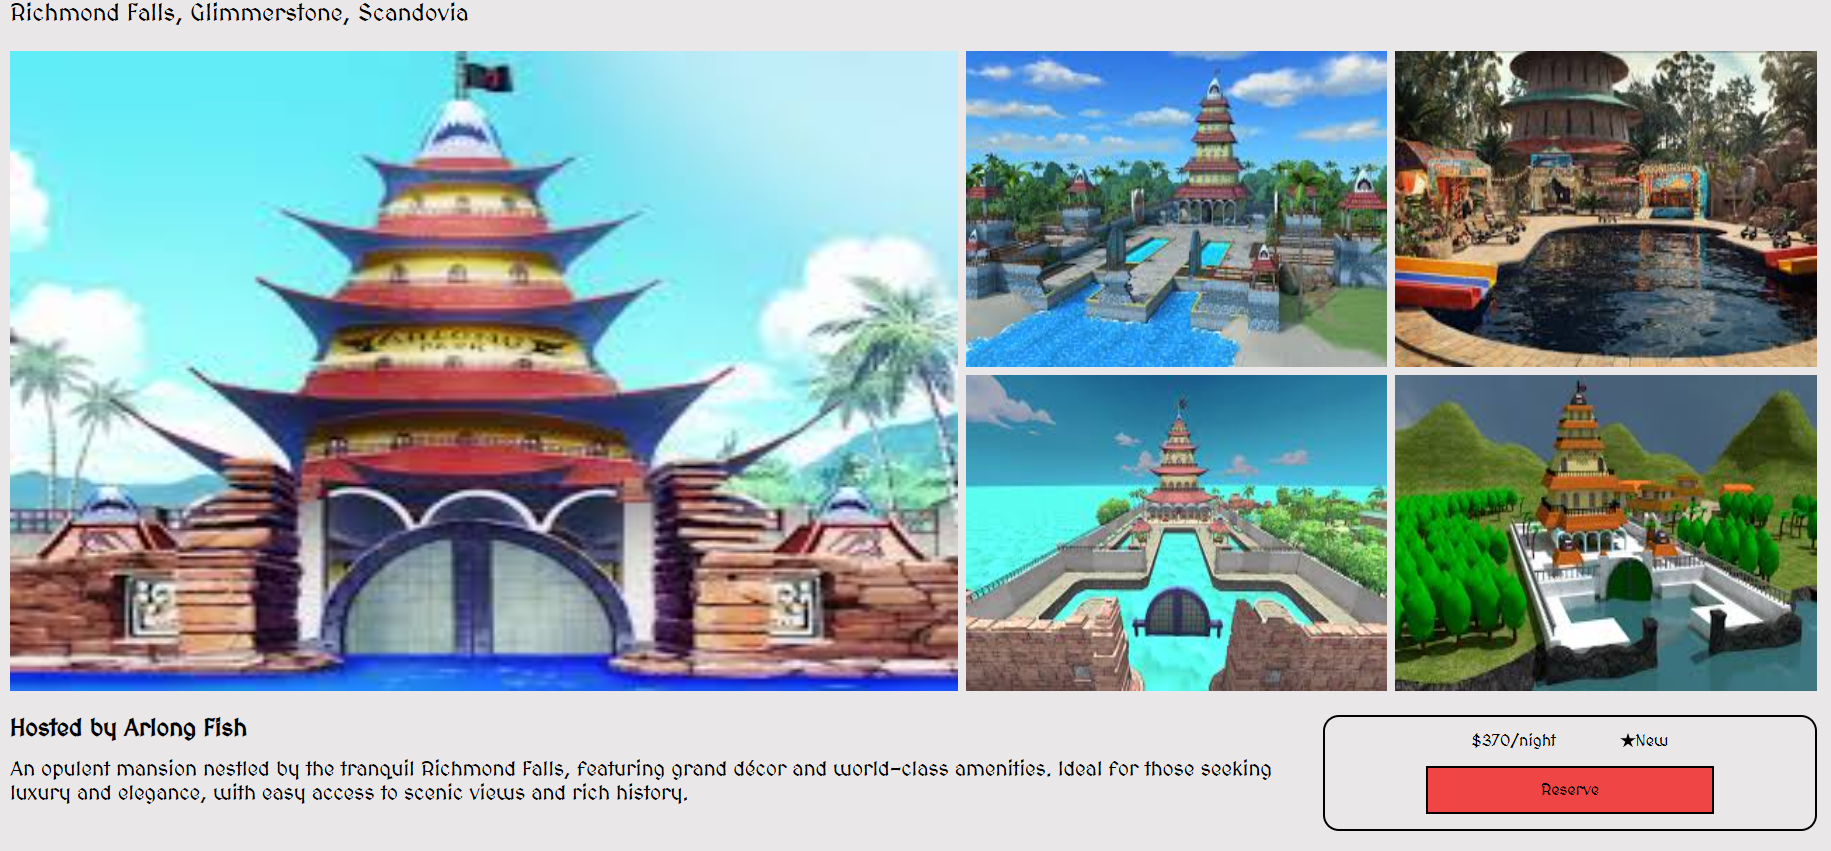 Richmond Falls, Glimmerstone, Scandovia
ARLONG
PARK
Hosted by Arlong Fish
An opulent mansion nestled by the tranquil Richmond Falls, featuring grand décor and world-class amenities. Ideal for those seeking
luxury and elegance, with easy access to scenic views and rich history.
$370/night ★New
Reserve